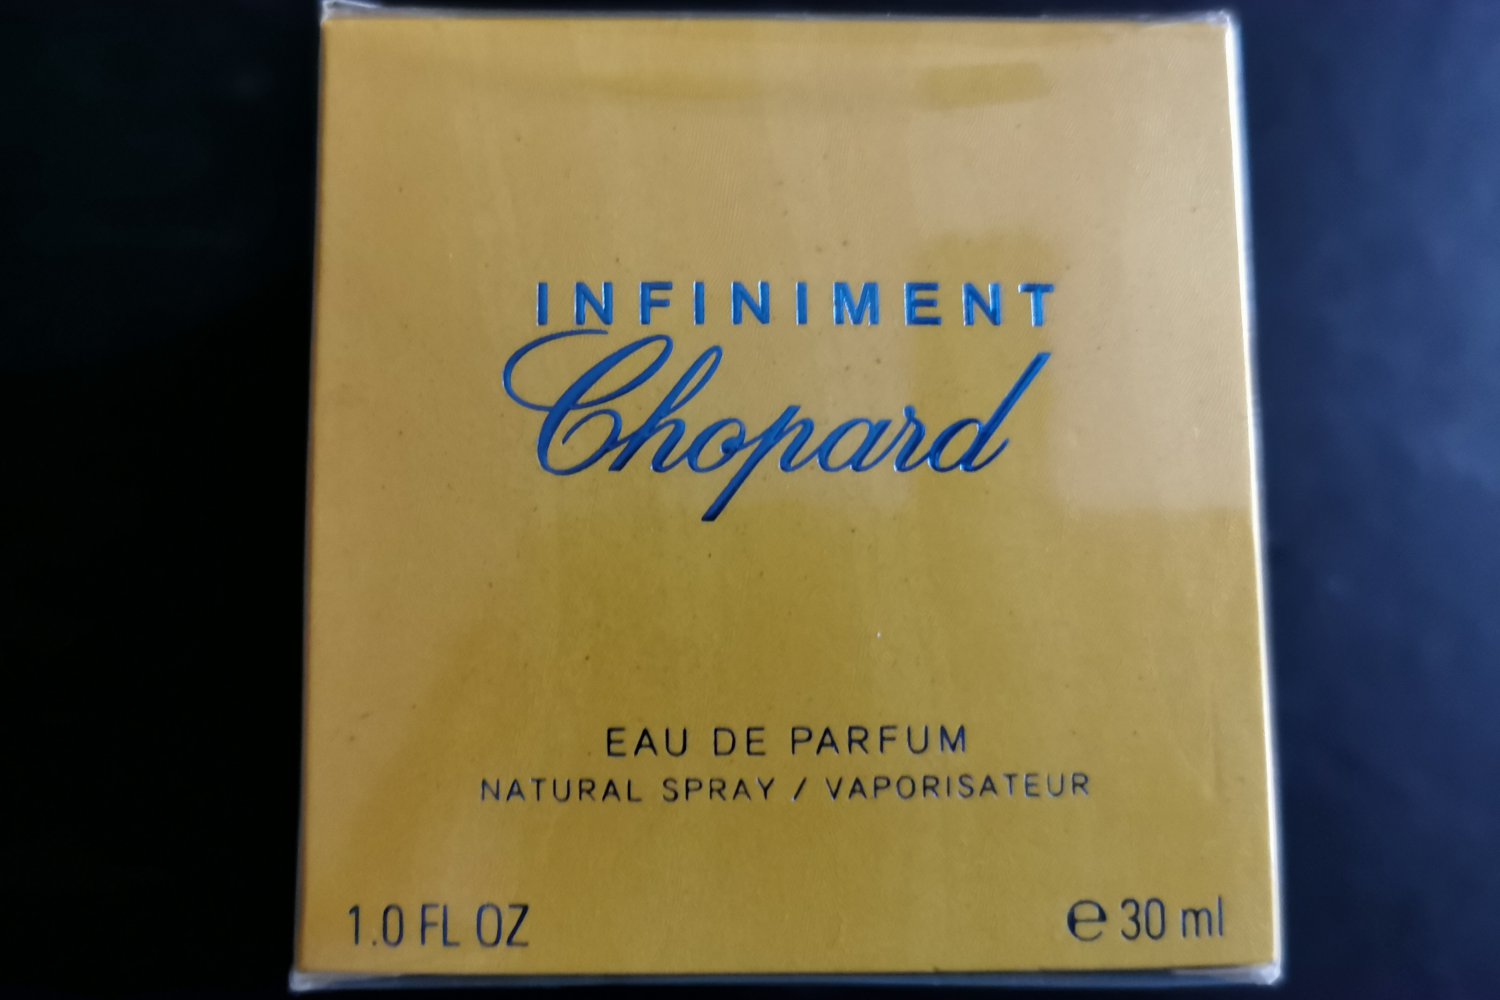 INFINIMENT
Chopard
EAU DE PARFUM
NATURAL SPRAY / VAPORISATEUR
1.0 FL OZ
℮ 30 ml